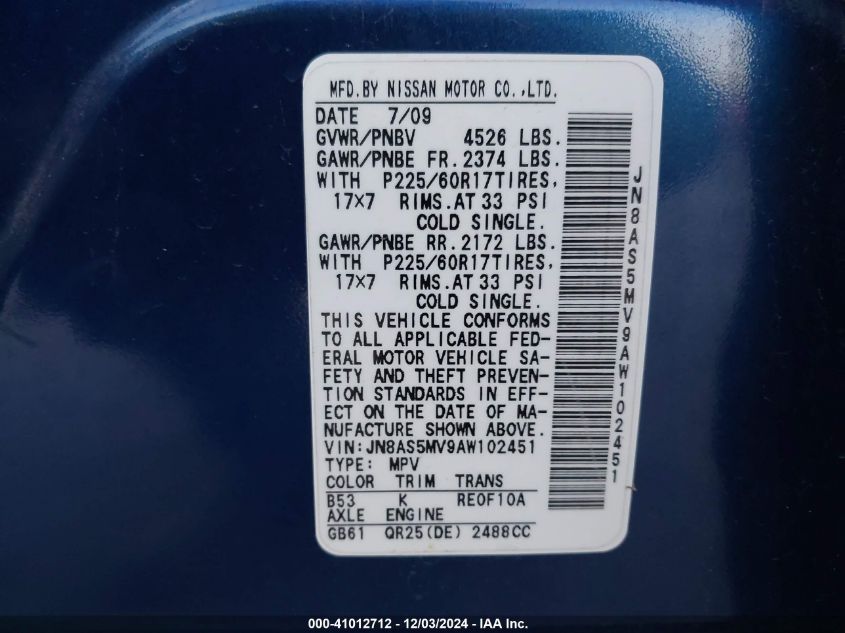 MFD.BY NISSAN MOTOR CO.,LTD.
DATE 7/09
GVWR/PNBV 4526 LBS.
GAWR/PNBE FR. 2374 LBS.
WITH P225/60R17TIRES,
17×7 RIMS.AT 33 PSI
COLD SINGLE.
GAWR/PNBE RR. 2172 LBS.
WITH P225/60R17TIRES,
17×7 RIMS.AT 33 PSI
COLD SINGLE.
THIS VEHICLE CONFORMS
TO ALL APPLICABLE FED-
ERAL MOTOR VEHICLE SA-
FETY AND THEFT PREVEN-
TION STANDARDS IN EFF-
ECT ON THE DATE OF MA-
NUFACTURE SHOWN ABOVE.
VIN:JN8AS5MV9AW102451
TYPE: MPV
COLOR TRIM TRANS
B53 K RE0F10A
AXLE ENGINE
GB61 QR25(DE) 2488CC
JN8AS5MV9AW102451
000-41012712 - 12/03/2024 - IAA Inc.